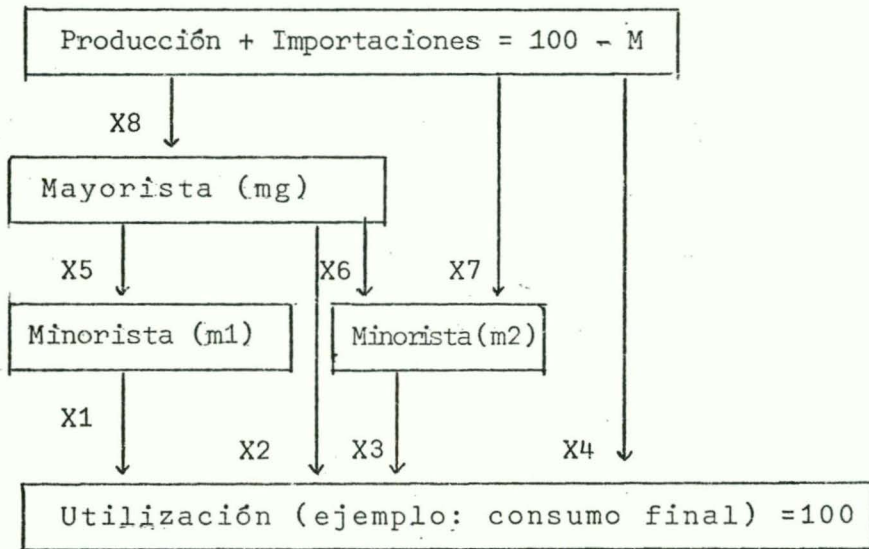 Producción + Importaciones = 100 - M
X8
Mayorista (mg)
X5
X6
X7
Minorista (m1)
Minorista(m2)
X1
X2
X3
X4
Utilización (ejemplo: consumo final) =100